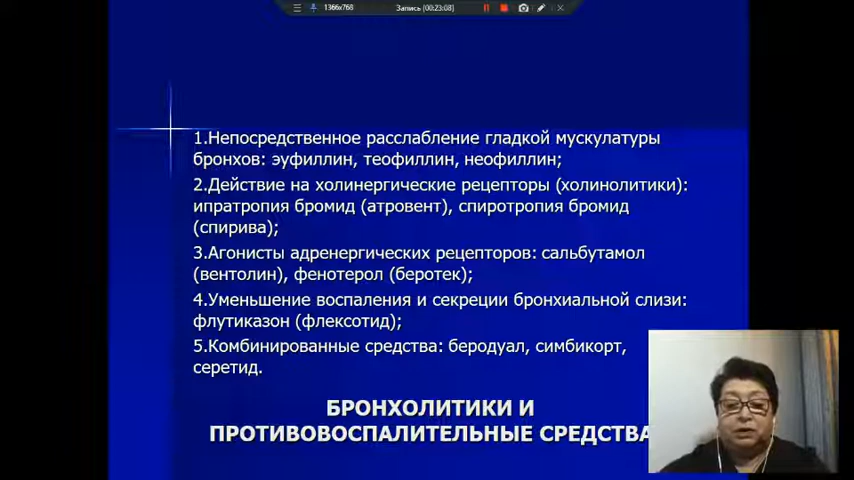 1366x768
Запись [00:23:08]
1.Непосредственное расслабление гладкой мускулатуры
бронхов: эуфиллин, теофиллин, неофиллин;
2.Действие на холинергические рецепторы (холинолитики):
ипратропия бромид (атровент), спиротропия бромид
(спирива);
3.Агонисты адренергических рецепторов: сальбутамол
(вентолин), фенотерол (беротек);
4.Уменьшение воспаления и секреции бронхиальной слизи:
флутиказон (флексотид);
5.Комбинированные средства: беродуал, симбикорт,
серетид.
БРОНХОЛИТИКИ И
ПРОТИВОВОСПАЛИТЕЛЬНЫЕ СРЕДСТВА